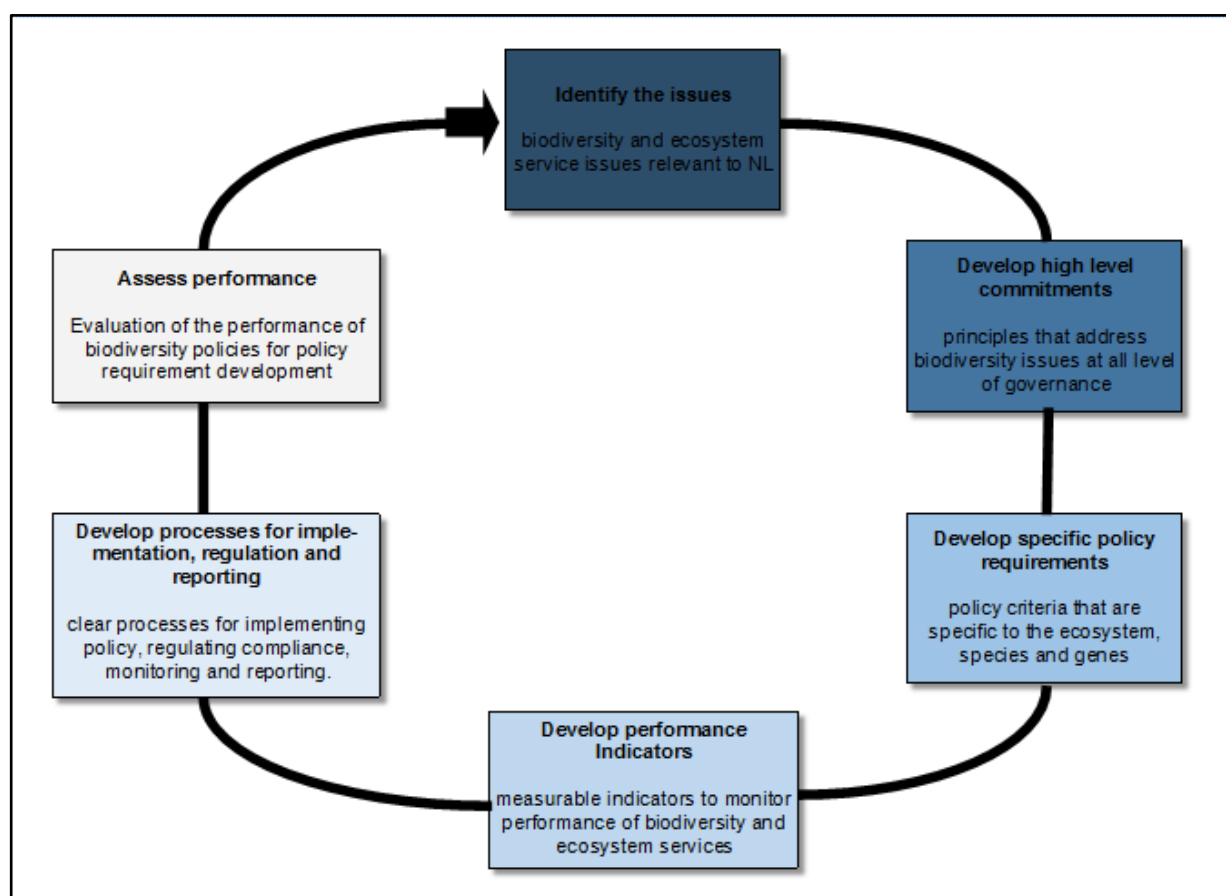 Identify the issues
biodiversity and ecosystem
service issues relevant to NL
Develop high level
commitments
principles that address
biodiversity issues at all level
of governance
Develop specific policy
requirements
policy criteria that are
specific to the ecosystem,
species and genes
Develop performance
Indicators
measurable indicators to monitor
performance of biodiversity and
ecosystem services
Develop processes for imple-
mentation, regulation and
reporting
clear processes for implementing
policy, regulating compliance,
monitoring and reporting.
Assess performance
Evaluation of the performance of
biodiversity policies for policy
requirement development